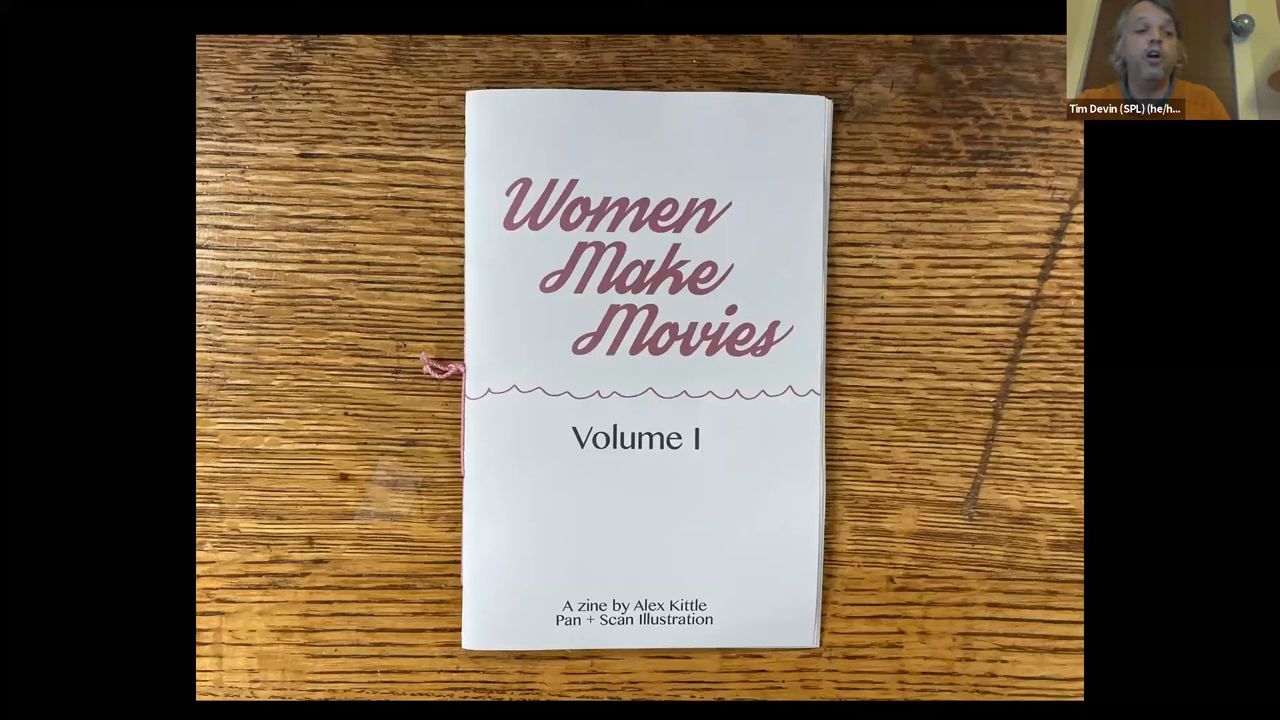 Women
Make
Movies
Volume I
A zine by Alex Kittle
Pan + Scan Illustration
Tim Devin (SPL) (he/h...